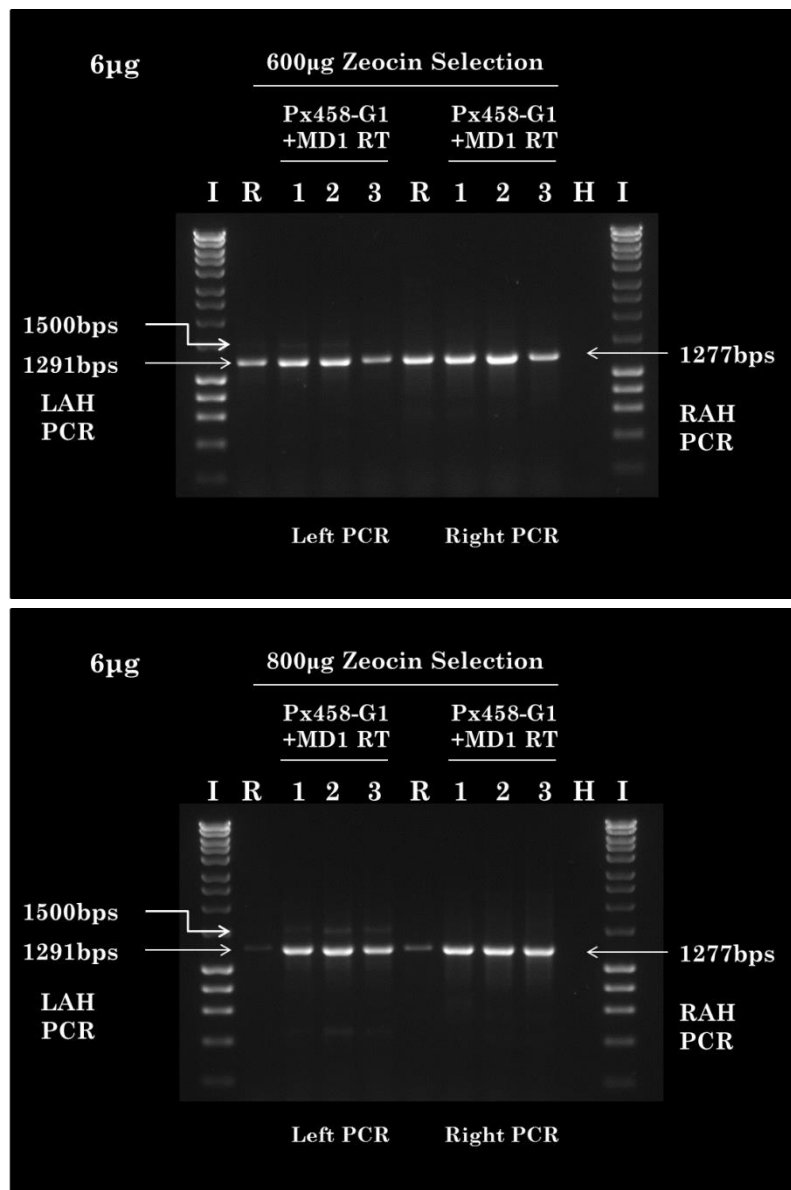 6µg
600µg Zeocin Selection
Px458-G1 Px458-G1
+MD1 RT +MD1 RT
I R 1 2 3 R 1 2 3 H I
1500bps
1291bps
1277bps
LAH
PCR
RAH
PCR
Left PCR Right PCR
6µg
800µg Zeocin Selection
Px458-G1 Px458-G1
+MD1 RT +MD1 RT
I R 1 2 3 R 1 2 3 H I
1500bps
1291bps
1277bps
LAH
PCR
RAH
PCR
Left PCR Right PCR